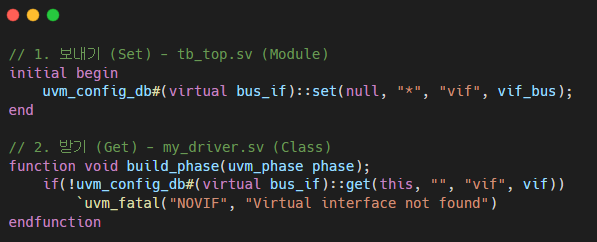 // 1. 보내기 (Set) - tb_top.sv (Module)
initial begin
    uvm_config_db#(virtual bus_if)::set(null, "*", "vif", vif_bus);
end

// 2. 받기 (Get) - my_driver.sv (Class)
function void build_phase(uvm_phase phase);
    if(!uvm_config_db#(virtual bus_if)::get(this, "", "vif", vif))
        `uvm_fatal("NOVIF", "Virtual interface not found")
endfunction